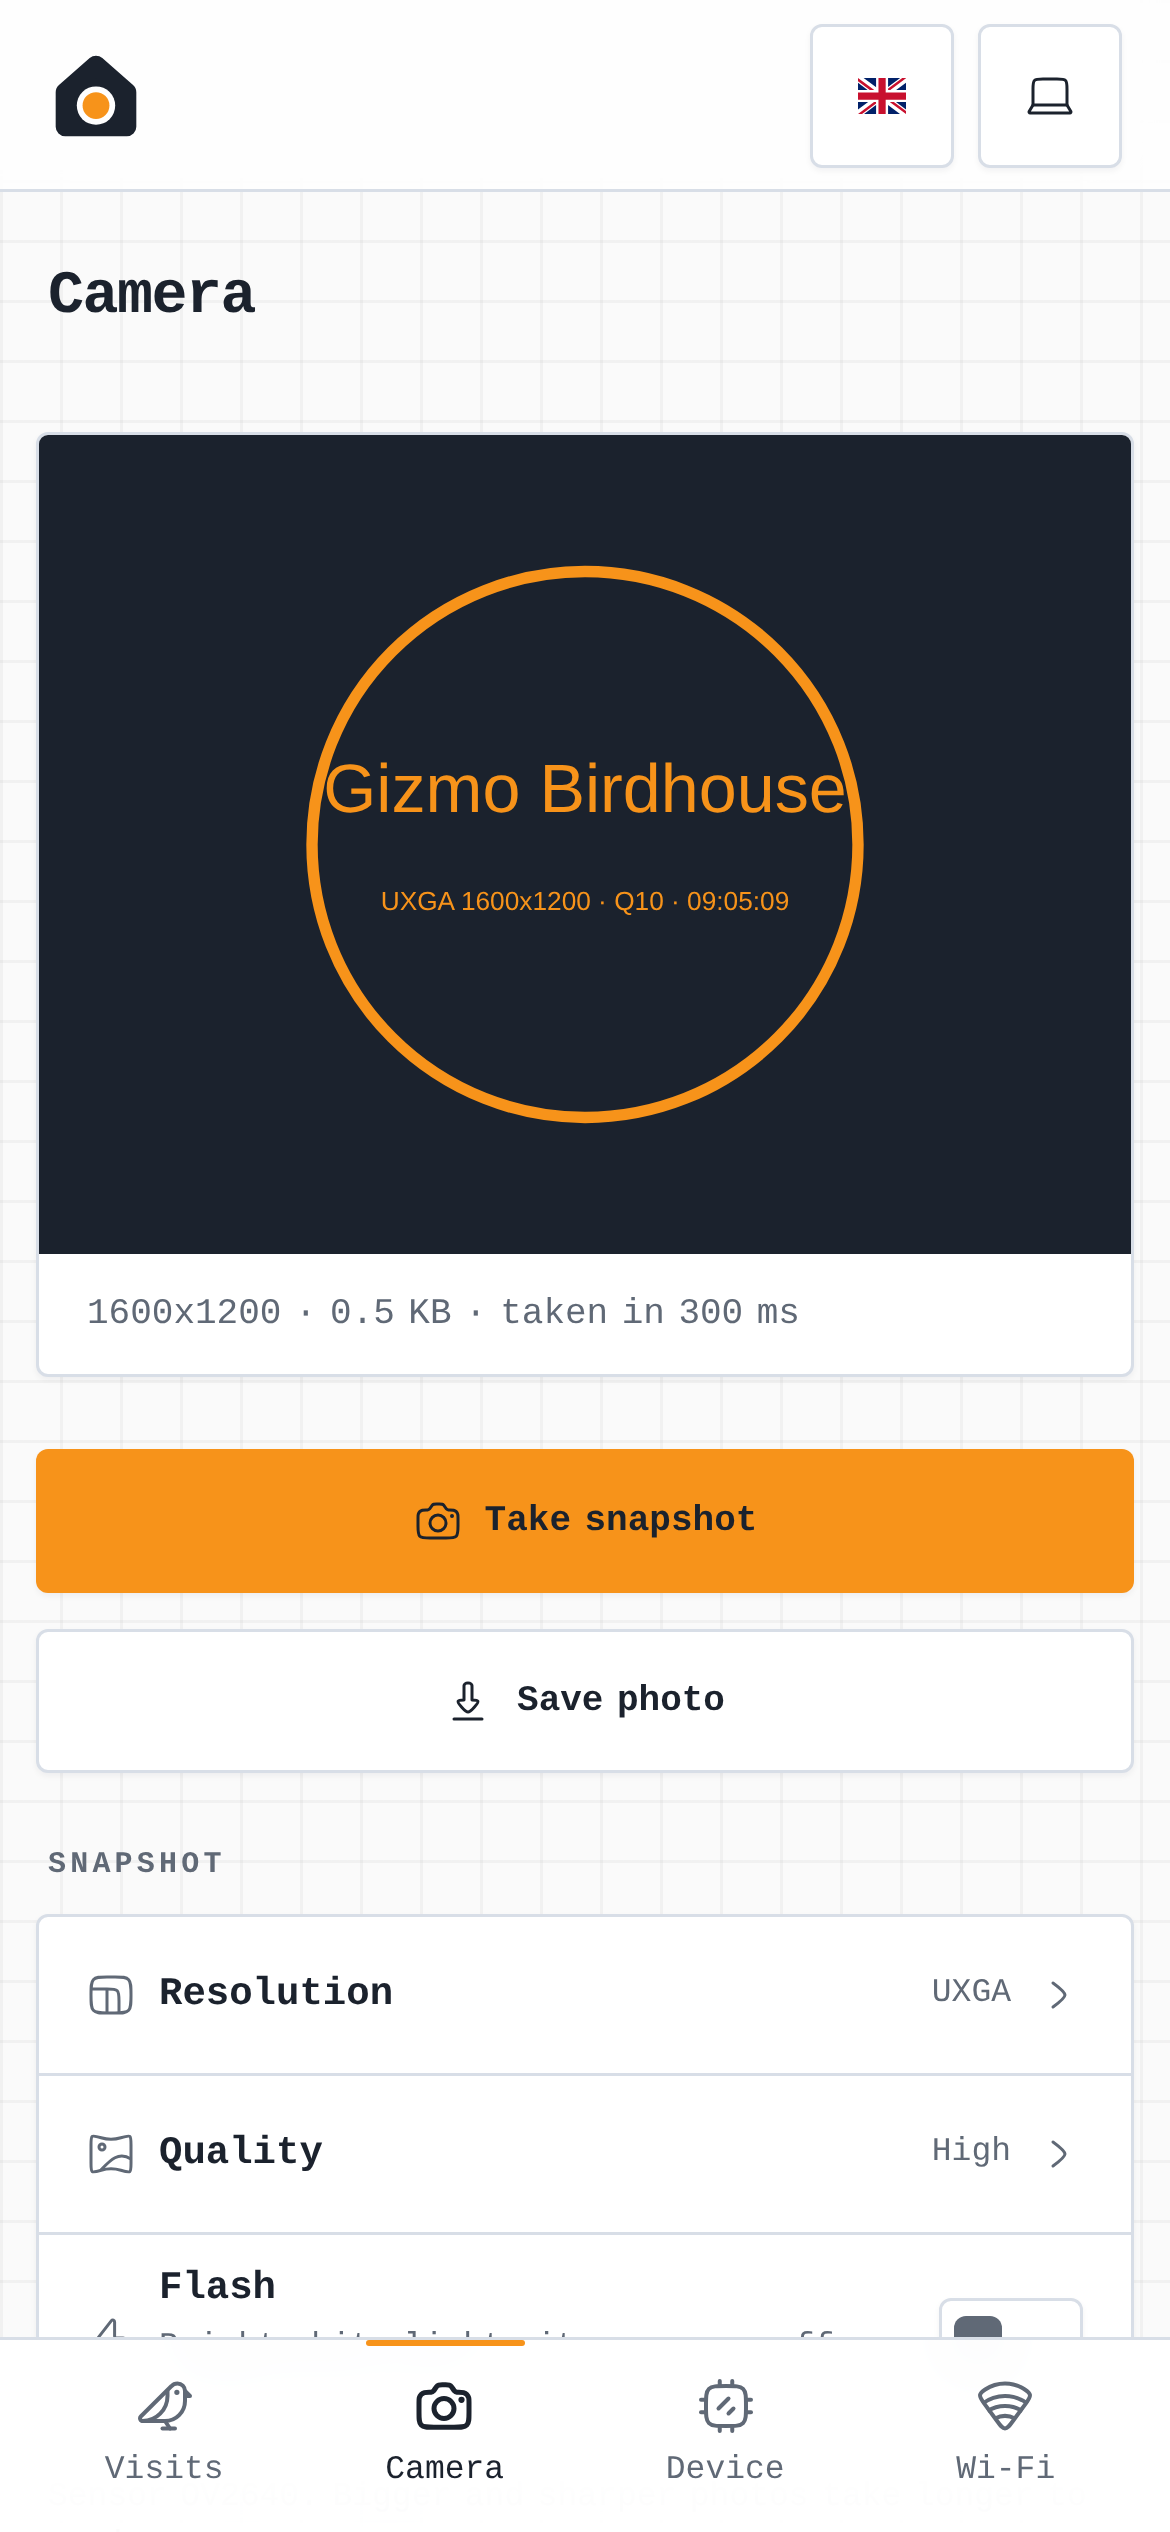 Camera
Gizmo Birdhouse
UXGA 1600x1200 · Q10 · 09:05:09
1600x1200 · 0.5 KB · taken in 300 ms
Take snapshot
Save photo
SNAPSHOT
Resolution UXGA
Quality High
Flash
Visits Camera Device Wi-Fi